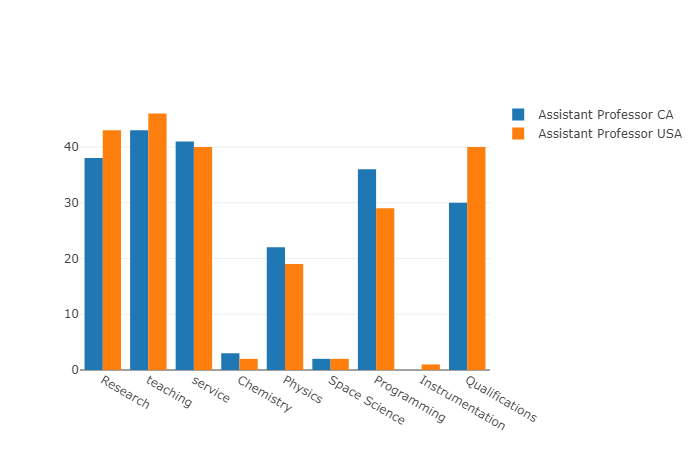 Assistant Professor CA
Assistant Professor USA
40
30
20
10
0
Research
teaching
service
Chemistry
Physics
Space Science
Programming
Instrumentation
Qualifications